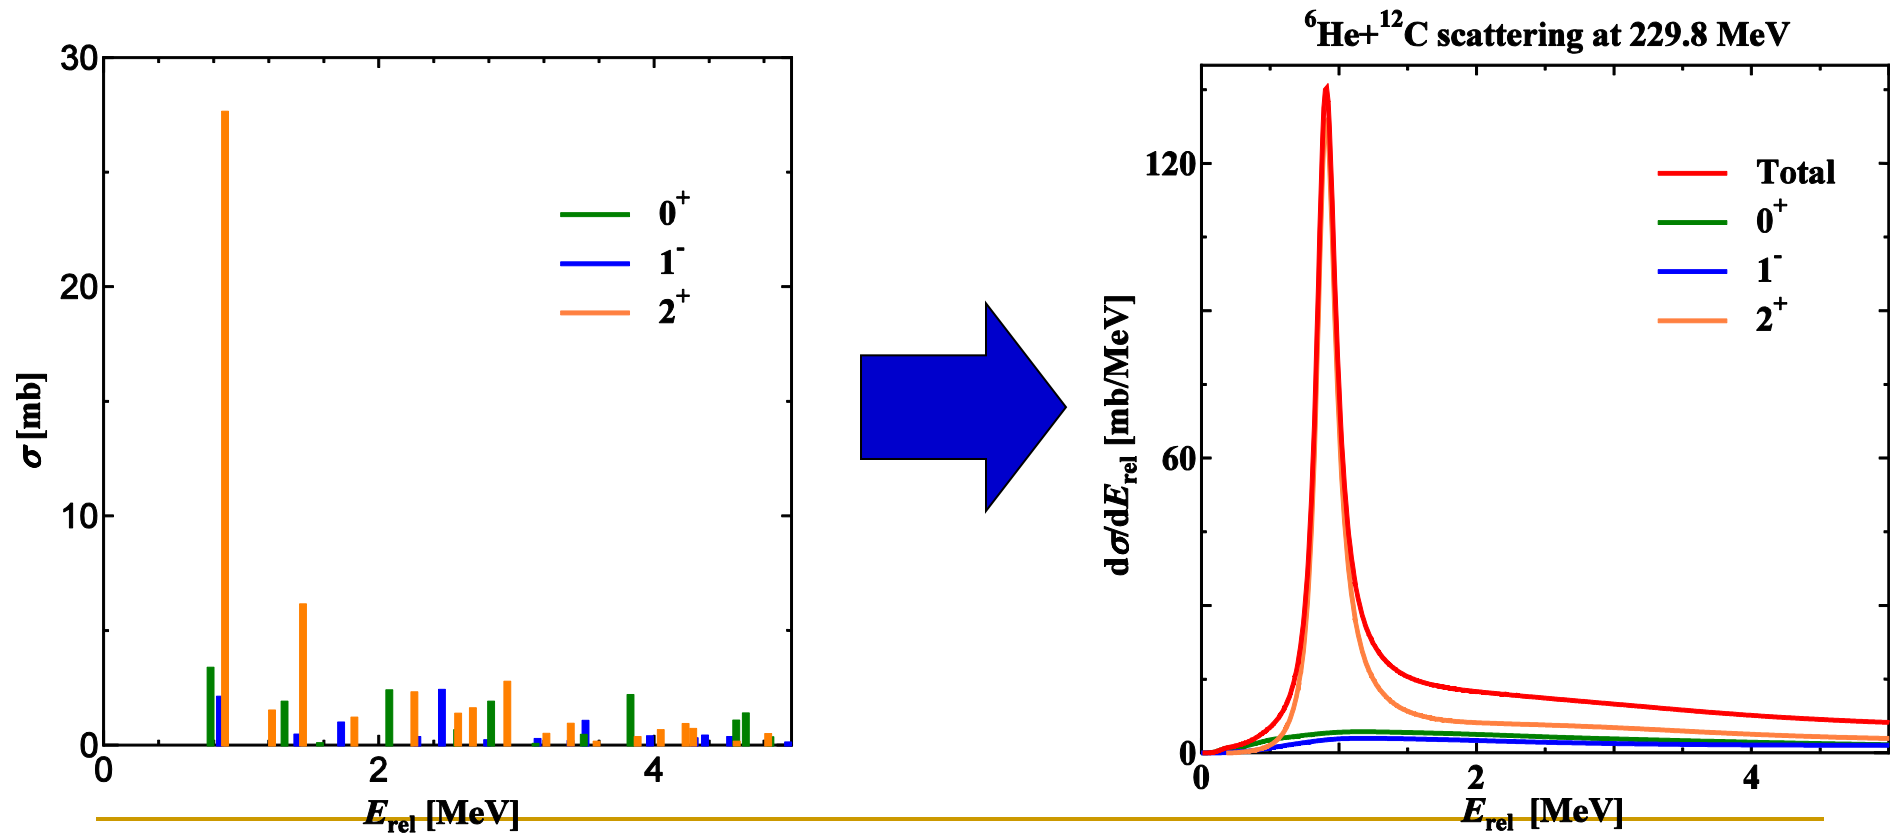 ⁶He+¹²C scattering at 229.8 MeV
30
20
10
0
σ [mb]
0⁺
1⁻
2⁺
0 2 4
E_rel [MeV]
120
60
0
dσ/dE_rel [mb/MeV]
Total
0⁺
1⁻
2⁺
0 2 4
E_rel [MeV]